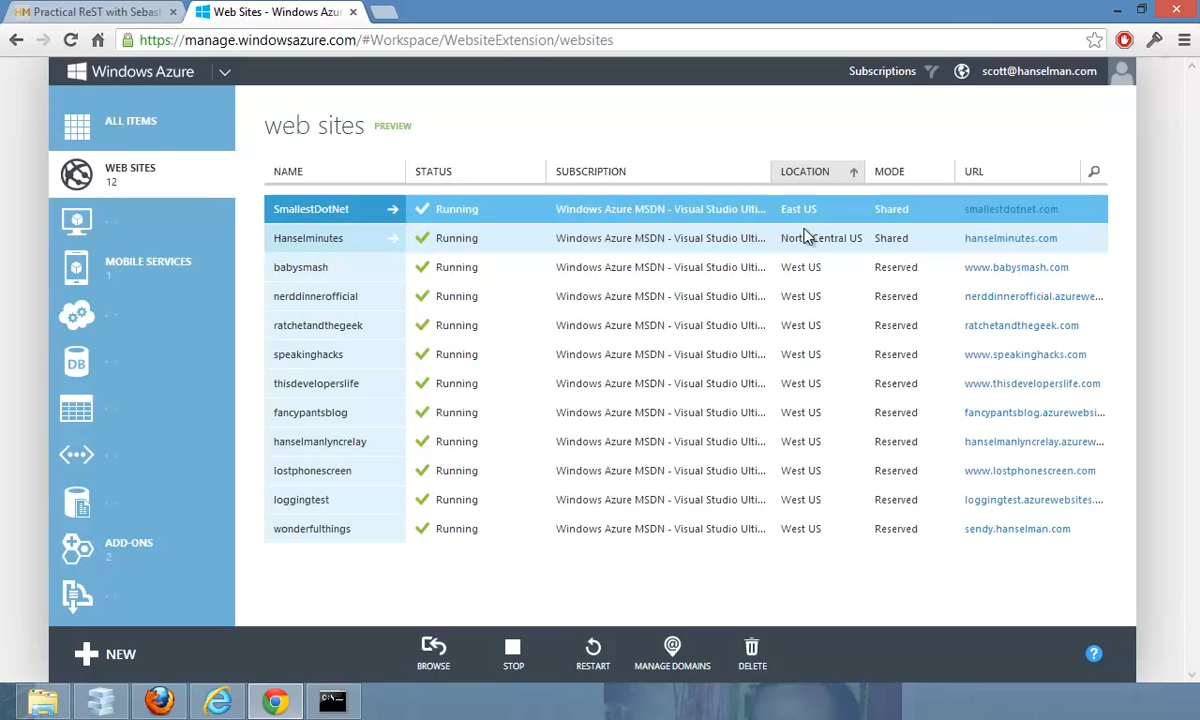 Practical ReST with Sebast
Web Sites - Windows Azu
https://manage.windowsazure.com/#Workspace/WebsiteExtension/websites
Windows Azure
Subscriptions
scott@hanselman.com
ALL ITEMS
WEB SITES
12
MOBILE SERVICES
1
ADD-ONS
2
web sites PREVIEW
NAME STATUS SUBSCRIPTION LOCATION MODE URL
SmallestDotNet Running Windows Azure MSDN - Visual Studio Ulti... East US Shared smallestdotnet.com
Hanselminutes Running Windows Azure MSDN - Visual Studio Ulti... North Central US Shared hanselminutes.com
babysmash Running Windows Azure MSDN - Visual Studio Ulti... West US Reserved www.babysmash.com
nerddinnerofficial Running Windows Azure MSDN - Visual Studio Ulti... West US Reserved nerddinnerofficial.azurewe...
ratchetandthegeek Running Windows Azure MSDN - Visual Studio Ulti... West US Reserved ratchetandthegeek.com
speakinghacks Running Windows Azure MSDN - Visual Studio Ulti... West US Reserved www.speakinghacks.com
thisdeveloperslife Running Windows Azure MSDN - Visual Studio Ulti... West US Reserved www.thisdeveloperslife.com
fancypantsblog Running Windows Azure MSDN - Visual Studio Ulti... West US Reserved fancypantsblog.azurewebsi...
hanselmanlyncrelay Running Windows Azure MSDN - Visual Studio Ulti... West US Reserved hanselmanlyncrelay.azurew...
lostphonescreen Running Windows Azure MSDN - Visual Studio Ulti... West US Reserved www.lostphonescreen.com
loggingtest Running Windows Azure MSDN - Visual Studio Ulti... West US Reserved loggingtest.azurewebsites....
wonderfulthings Running Windows Azure MSDN - Visual Studio Ulti... West US Reserved sendy.hanselman.com
NEW
BROWSE STOP RESTART MANAGE DOMAINS DELETE
?
HM
DB